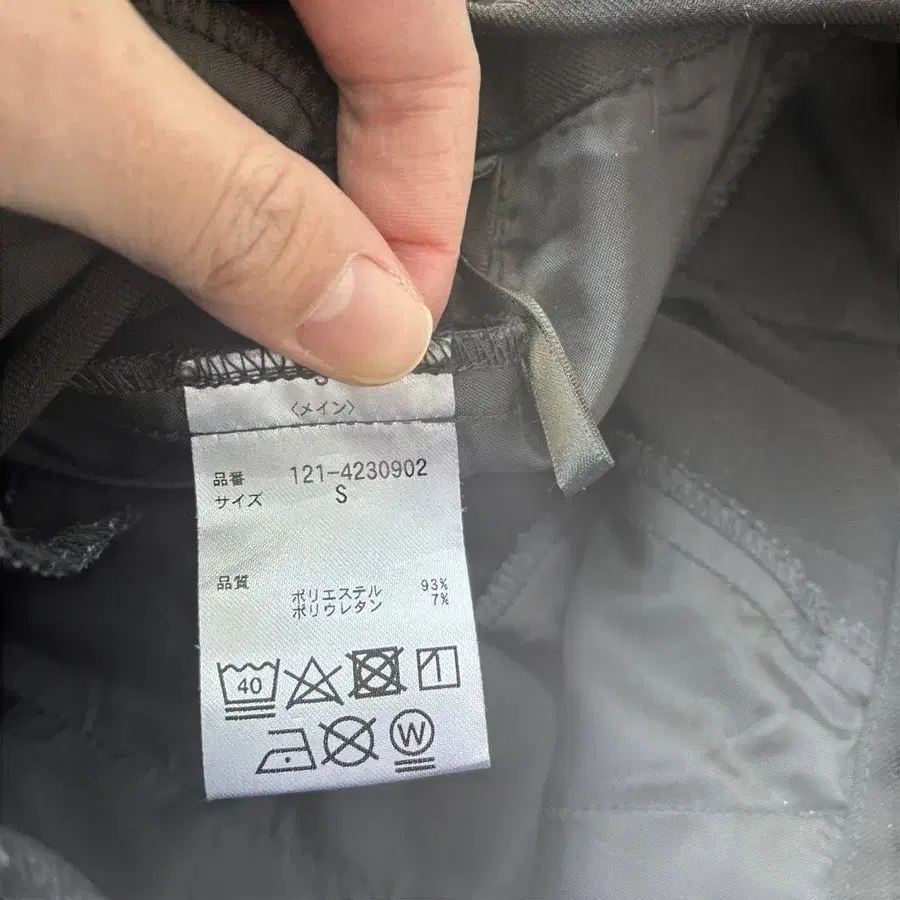 〈メイン〉
品番 121-4230902
サイズ S
品質 ポリエステル 93%
ポリウレタン 7%
40
W